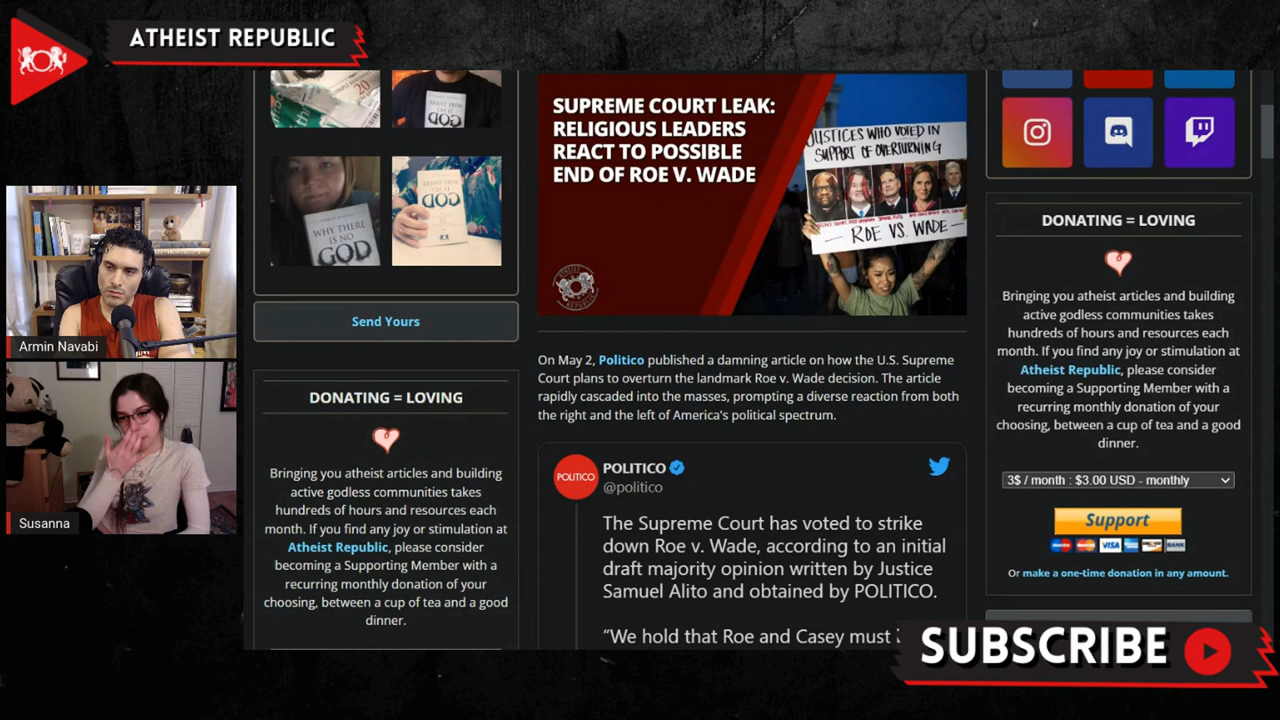 ATHEIST REPUBLIC
Armin Navabi
Susanna
GOD
WHY THERE
IS NO
GOD
GOD
Send Yours
DONATING = LOVING
Bringing you atheist articles and building
active godless communities takes
hundreds of hours and resources each
month. If you find any joy or stimulation at
Atheist Republic, please consider
becoming a Supporting Member with a
recurring monthly donation of your
choosing, between a cup of tea and a good
dinner.
SUPREME COURT LEAK:
RELIGIOUS LEADERS
REACT TO POSSIBLE
END OF ROE V. WADE
JUSTICES WHO VOTED IN
SUPPORT OF OVERTURNING
— ROE VS. WADE —
On May 2, Politico published a damning article on how the U.S. Supreme
Court plans to overturn the landmark Roe v. Wade decision. The article
rapidly cascaded into the masses, prompting a diverse reaction from both
the right and the left of America's political spectrum.
POLITICO
POLITICO
@politico
The Supreme Court has voted to strike
down Roe v. Wade, according to an initial
draft majority opinion written by Justice
Samuel Alito and obtained by POLITICO.
“We hold that Roe and Casey must
DONATING = LOVING
Bringing you atheist articles and building
active godless communities takes
hundreds of hours and resources each
month. If you find any joy or stimulation at
Atheist Republic, please consider
becoming a Supporting Member with a
recurring monthly donation of your
choosing, between a cup of tea and a good
dinner.
3$ / month : $3.00 USD - monthly
Support
VISA
BANK
Or make a one-time donation in any amount.
SUBSCRIBE